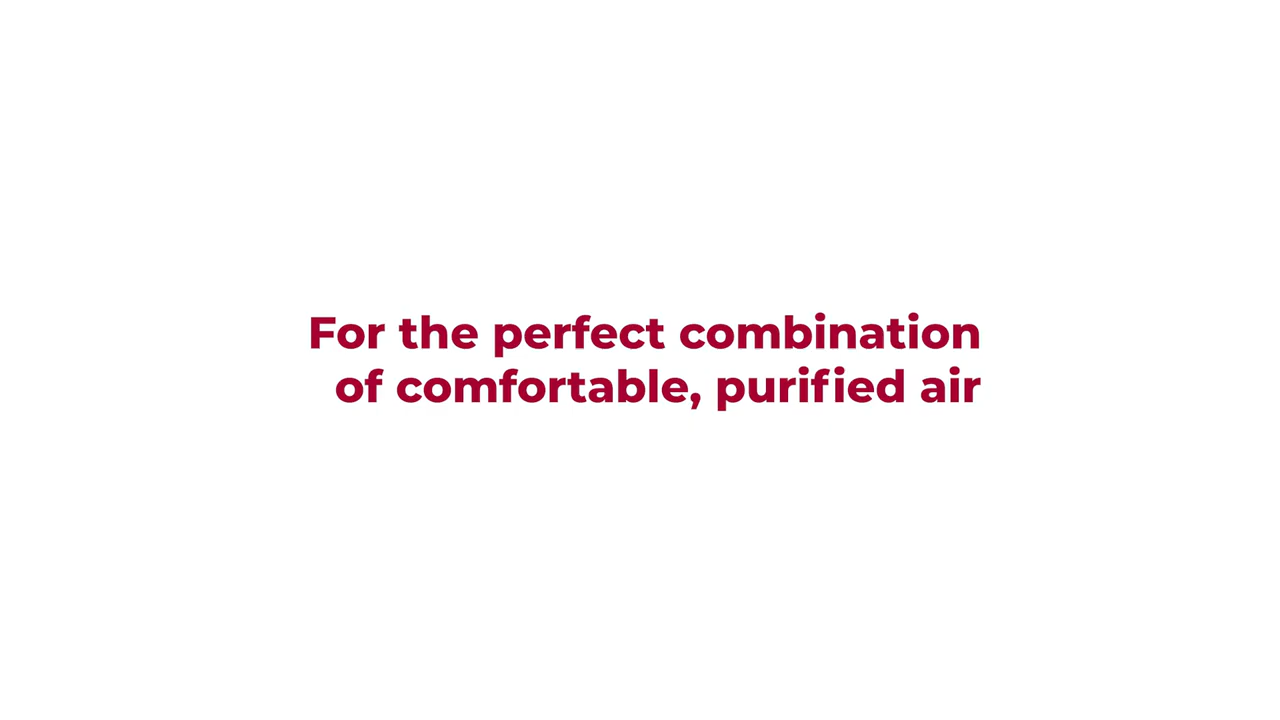 For the perfect combination
of comfortable, purified air